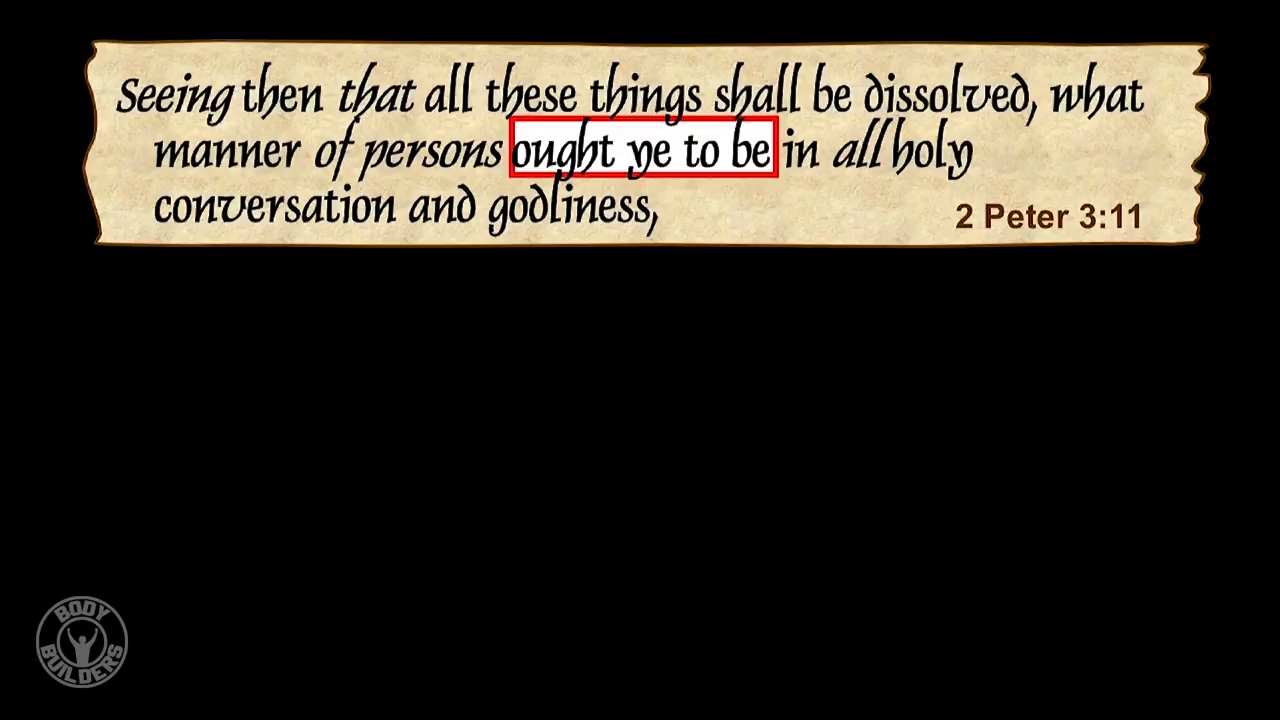 Seeing then that all these things shall be dissolved, what
manner of persons ought ye to be in all holy
conversation and godliness,
2 Peter 3:11
BODY
BUILDERS